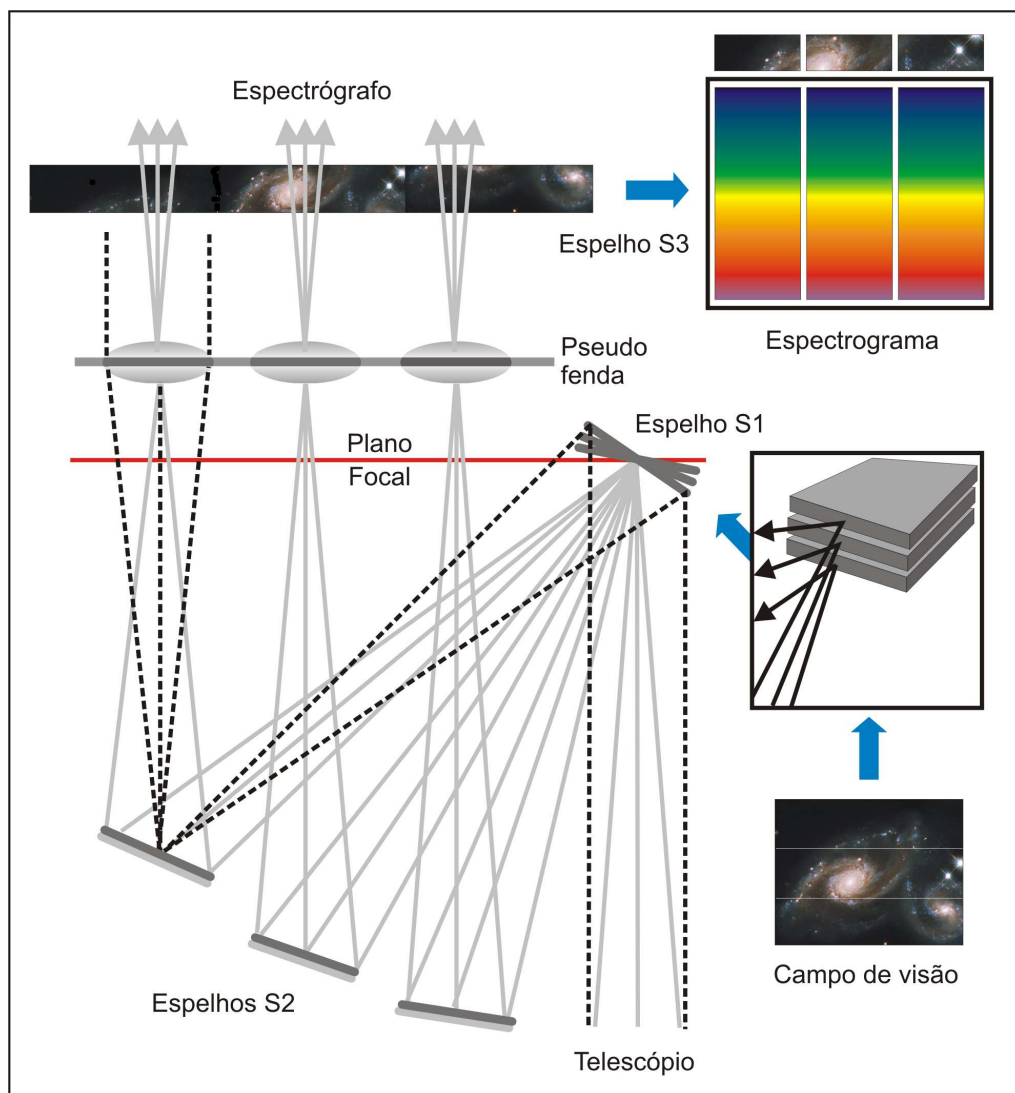 Espectrógrafo
Espelho S3
Espectrograma
Pseudo
fenda
Espelho S1
Plano
Focal
Campo de visão
Espelhos S2
Telescópio